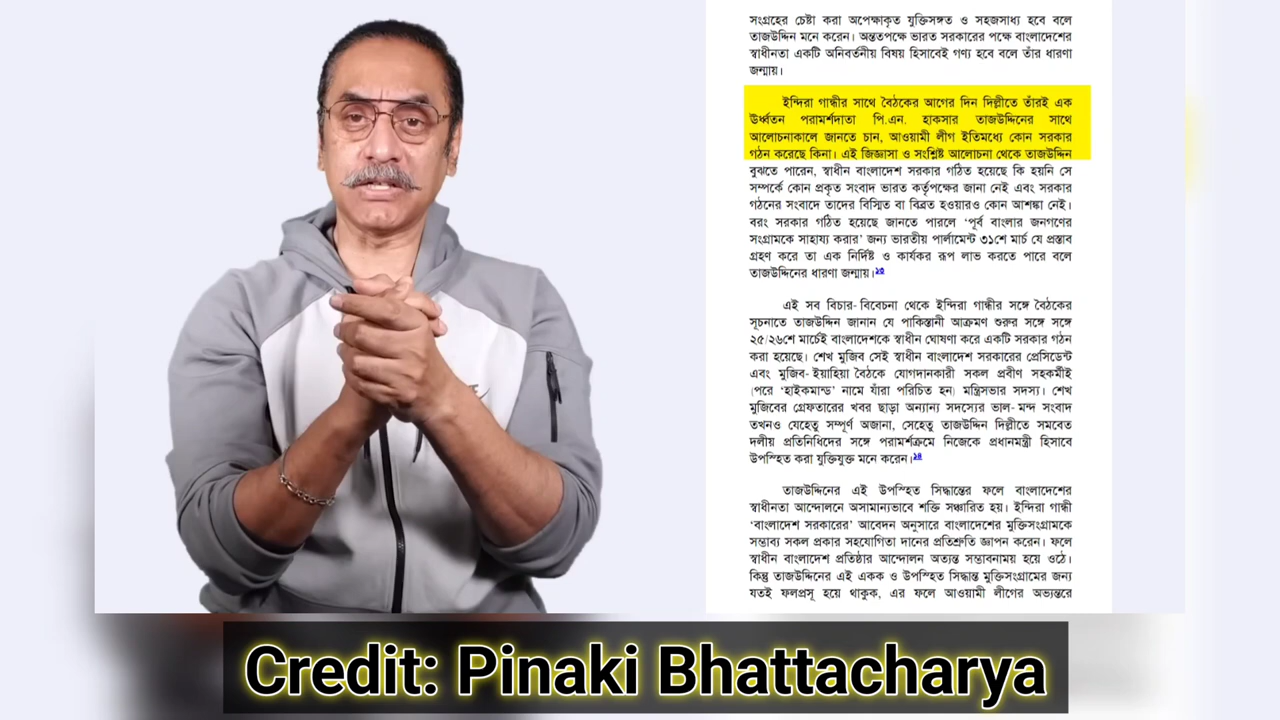 সংগ্রহের চেষ্টা করা অপেক্ষাকৃত যুক্তিসঙ্গত ও সহজসাধ্য হবে বলে
তাজউদ্দিন মনে করেন। অন্ততপক্ষে ভারত সরকারের পক্ষে বাংলাদেশের
স্বাধীনতা একটি অনিবর্তনীয় বিষয় হিসাবেই গণ্য হবে বলে তাঁর ধারণা
জন্মায়।
ইন্দিরা গান্ধীর সাথে বৈঠকের আগের দিন দিল্লীতে তাঁরই এক
ঊর্ধ্বতন পরামর্শদাতা পি.এন. হাকসার তাজউদ্দিনের সাথে
আলোচনাকালে জানতে চান, আওয়ামী লীগ ইতিমধ্যে কোন সরকার
গঠন করেছে কিনা। এই জিজ্ঞাসা ও সংশ্লিষ্ট আলোচনা থেকে তাজউদ্দিন
বুঝতে পারেন, স্বাধীন বাংলাদেশ সরকার গঠিত হয়েছে কি হয়নি সে
সম্পর্কে কোন প্রকৃত সংবাদ ভারত কর্তৃপক্ষের জানা নেই এবং সরকার
গঠনের সংবাদে তাদের বিস্মিত বা বিব্রত হওয়ারও কোন আশঙ্কা নেই।
বরং সরকার গঠিত হয়েছে জানতে পারলে ‘পূর্ব বাংলার জনগণের
সংগ্রামকে সাহায্য করার’ জন্য ভারতীয় পার্লামেন্ট ৩১শে মার্চ যে প্রস্তাব
গ্রহণ করে তা এক নির্দিষ্ট ও কার্যকর রূপ লাভ করতে পারে বলে
তাজউদ্দিনের ধারণা জন্মায়।১৩
এই সব বিচার-বিবেচনা থেকে ইন্দিরা গান্ধীর সঙ্গে বৈঠকের
সূচনাতে তাজউদ্দিন জানান যে পাকিস্তানী আক্রমণ শুরুর সঙ্গে সঙ্গে
২৫/২৬শে মার্চেই বাংলাদেশকে স্বাধীন ঘোষণা করে একটি সরকার গঠন
করা হয়েছে। শেখ মুজিব সেই স্বাধীন বাংলাদেশ সরকারের প্রেসিডেন্ট
এবং মুজিব-ইয়াহিয়া বৈঠকে যোগদানকারী সকল প্রবীণ সহকর্মীই
(পরে ‘হাইকমান্ড’ নামে যাঁরা পরিচিত হন) মন্ত্রিসভার সদস্য। শেখ
মুজিবের গ্রেফতারের খবর ছাড়া অন্যান্য সদস্যের ভাল-মন্দ সংবাদ
তখনও যেহেতু সম্পূর্ণ অজানা, সেহেতু তাজউদ্দিন দিল্লীতে সমবেত
দলীয় প্রতিনিধিদের সঙ্গে পরামর্শক্রমে নিজেকে প্রধানমন্ত্রী হিসাবে
উপস্থিত করা যুক্তিযুক্ত মনে করেন।১৪
তাজউদ্দিনের এই উপস্থিত সিদ্ধান্তের ফলে বাংলাদেশের
স্বাধীনতা আন্দোলনে অসামান্যভাবে শক্তি সঞ্চারিত হয়। ইন্দিরা গান্ধী
‘বাংলাদেশ সরকারের’ আবেদন অনুসারে বাংলাদেশের মুক্তিসংগ্রামকে
সম্ভাব্য সকল প্রকার সহযোগিতা দানের প্রতিশ্রুতি জ্ঞাপন করেন। ফলে
স্বাধীন বাংলাদেশ প্রতিষ্ঠার আন্দোলন অত্যন্ত সম্ভাবনাময় হয়ে ওঠে।
কিন্তু তাজউদ্দিনের এই একক ও উপস্থিত সিদ্ধান্ত মুক্তিসংগ্রামের জন্য
যতই ফলপ্রসূ হয়ে থাকুক, এর ফলে আওয়ামী লীগের অভ্যন্তরে
Credit: Pinaki Bhattacharya